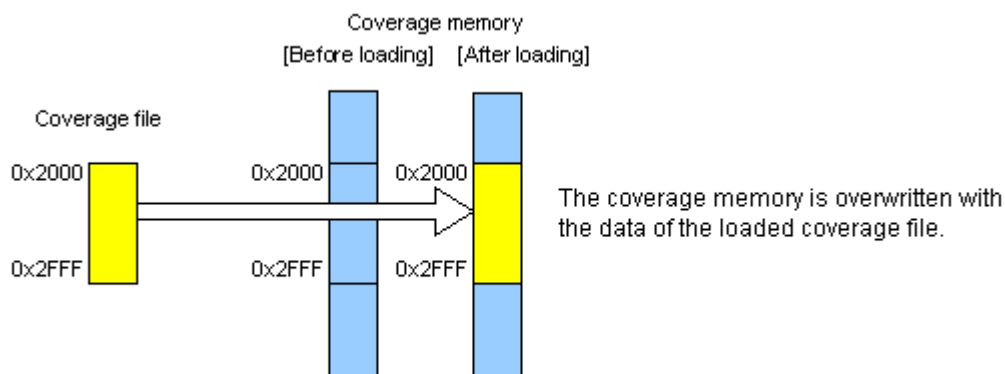 Coverage memory
[Before loading] [After loading]
Coverage file
0x2000 0x2000 0x2000
The coverage memory is overwritten with
the data of the loaded coverage file.
0x2FFF 0x2FFF 0x2FFF